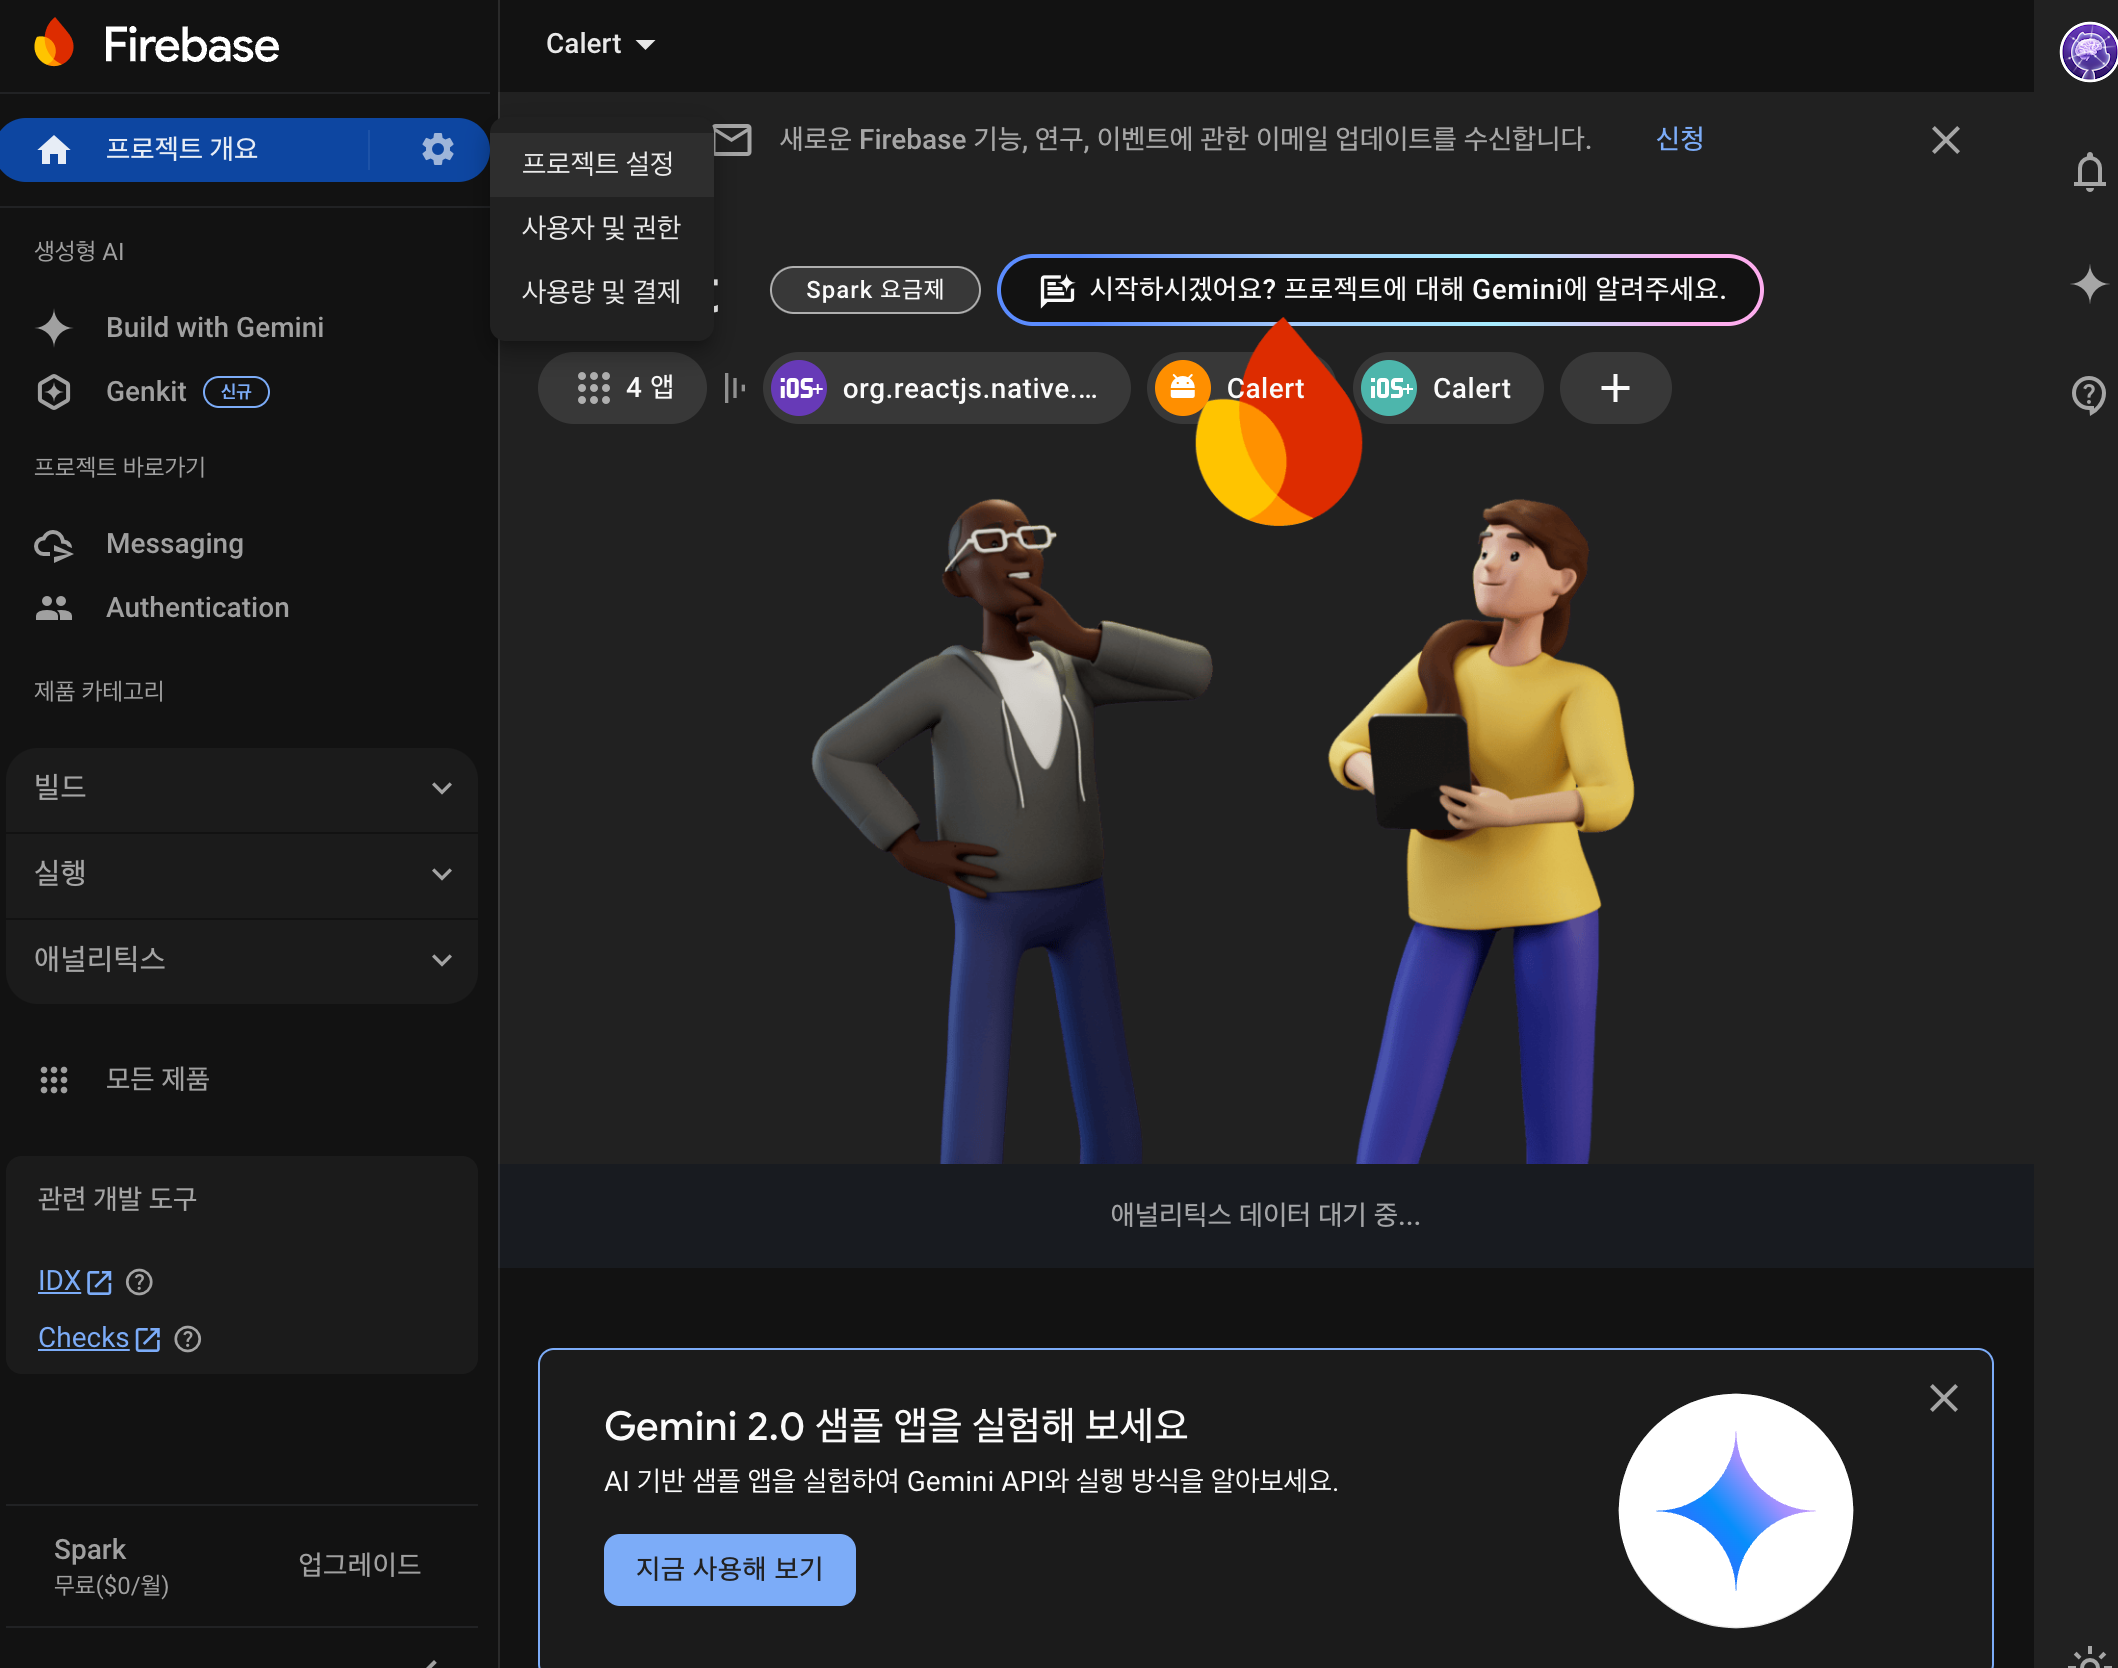 Firebase
Calert
프로젝트 개요
프로젝트 설정
사용자 및 권한
사용량 및 결제
새로운 Firebase 기능, 연구, 이벤트에 관한 이메일 업데이트를 수신합니다.
신청
생성형 AI
Build with Gemini
Genkit 신규
프로젝트 바로가기
Messaging
Authentication
제품 카테고리
빌드
실행
애널리틱스
모든 제품
관련 개발 도구
IDX
Checks
Spark
무료($0/월)
업그레이드
Spark 요금제
시작하시겠어요? 프로젝트에 대해 Gemini에 알려주세요.
4 앱
iOS+ org.reactjs.native.…
Calert
iOS+ Calert
애널리틱스 데이터 대기 중...
Gemini 2.0 샘플 앱을 실험해 보세요
AI 기반 샘플 앱을 실험하여 Gemini API와 실행 방식을 알아보세요.
지금 사용해 보기